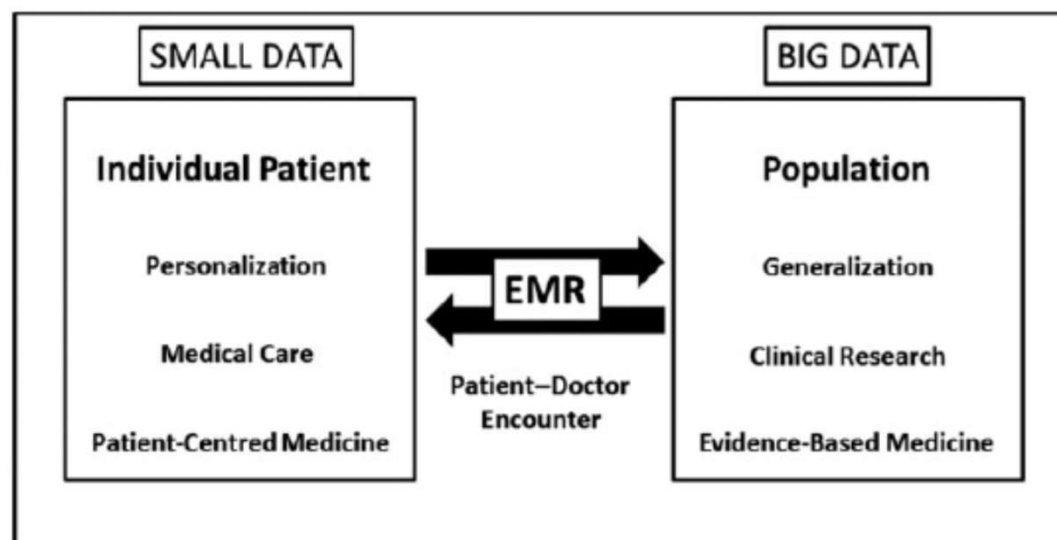 SMALL DATA
Individual Patient
Personalization
Medical Care
Patient-Centred Medicine
EMR
Patient–Doctor
Encounter
BIG DATA
Population
Generalization
Clinical Research
Evidence-Based Medicine